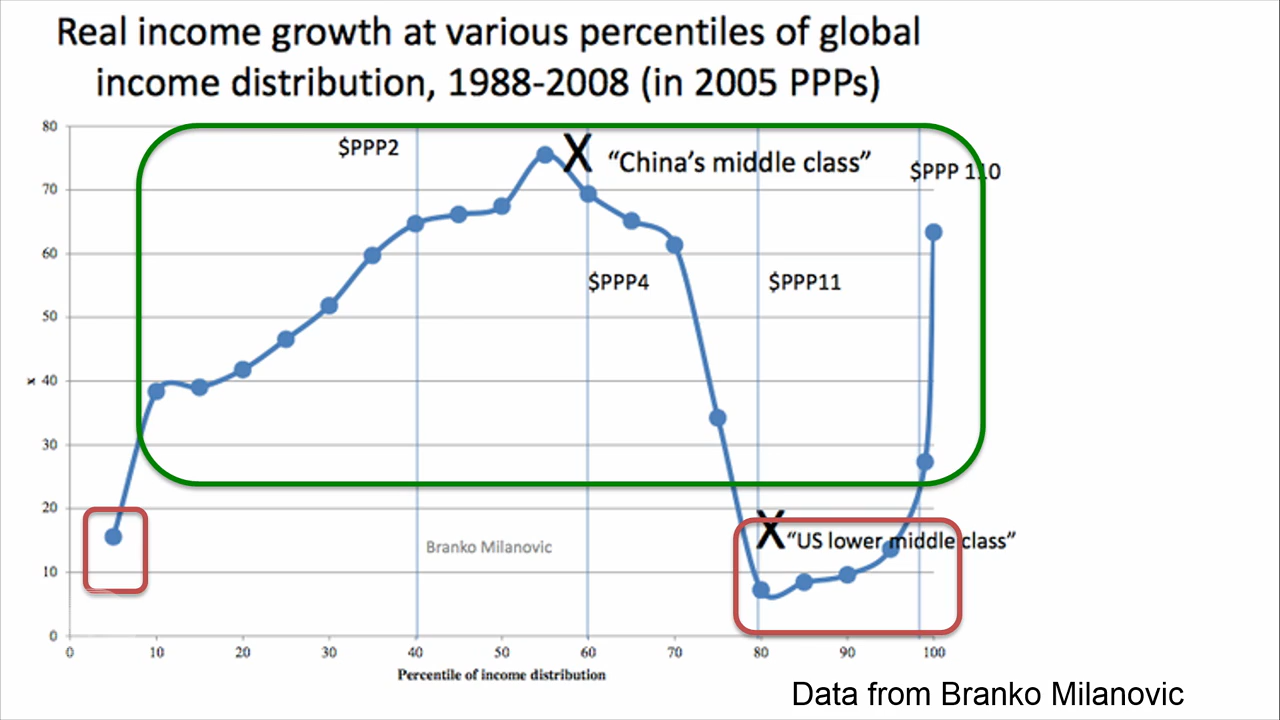 Real income growth at various percentiles of global
income distribution, 1988-2008 (in 2005 PPPs)
80
$PPP2
X
"China's middle class"
$PPP 110
70
60
$PPP4
$PPP11
50
x
40
30
20
X
"US lower middle class"
Branko Milanovic
10
0
0 10 20 30 40 50 60 70 80 90 100
Percentile of income distribution
Data from Branko Milanovic